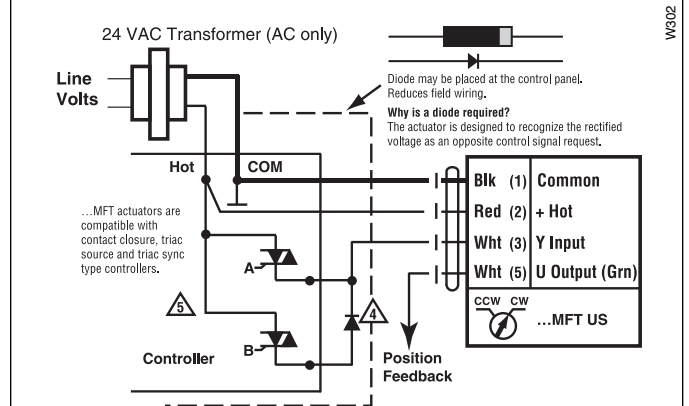 W302
24 VAC Transformer (AC only)
Line
Volts
Diode may be placed at the control panel.
Reduces field wiring.
Why is a diode required?
The actuator is designed to recognize the rectified
voltage as an opposite control signal request.
Hot
COM
Blk (1) Common
Red (2) + Hot
Wht (3) Y Input
Wht (5) U Output (Grn)
...MFT actuators are
compatible with
contact closure, triac
source and triac sync
type controllers.
A
5
4
B
CCW CW
...MFT US
Controller
Position
Feedback